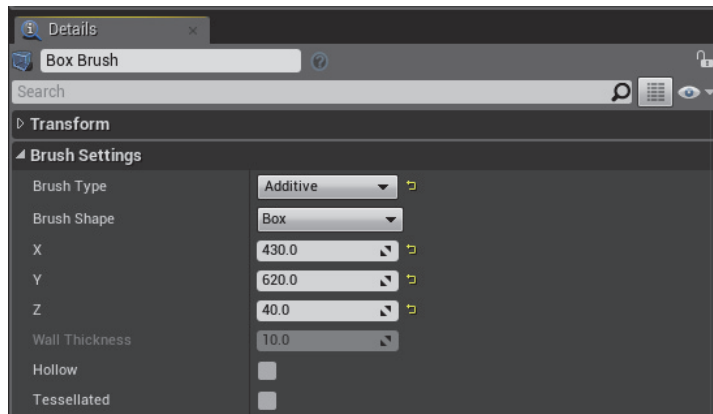 Details
Box Brush
Search
Transform
Brush Settings
Brush Type Additive
Brush Shape Box
X 430.0
Y 620.0
Z 40.0
Wall Thickness 10.0
Hollow
Tessellated